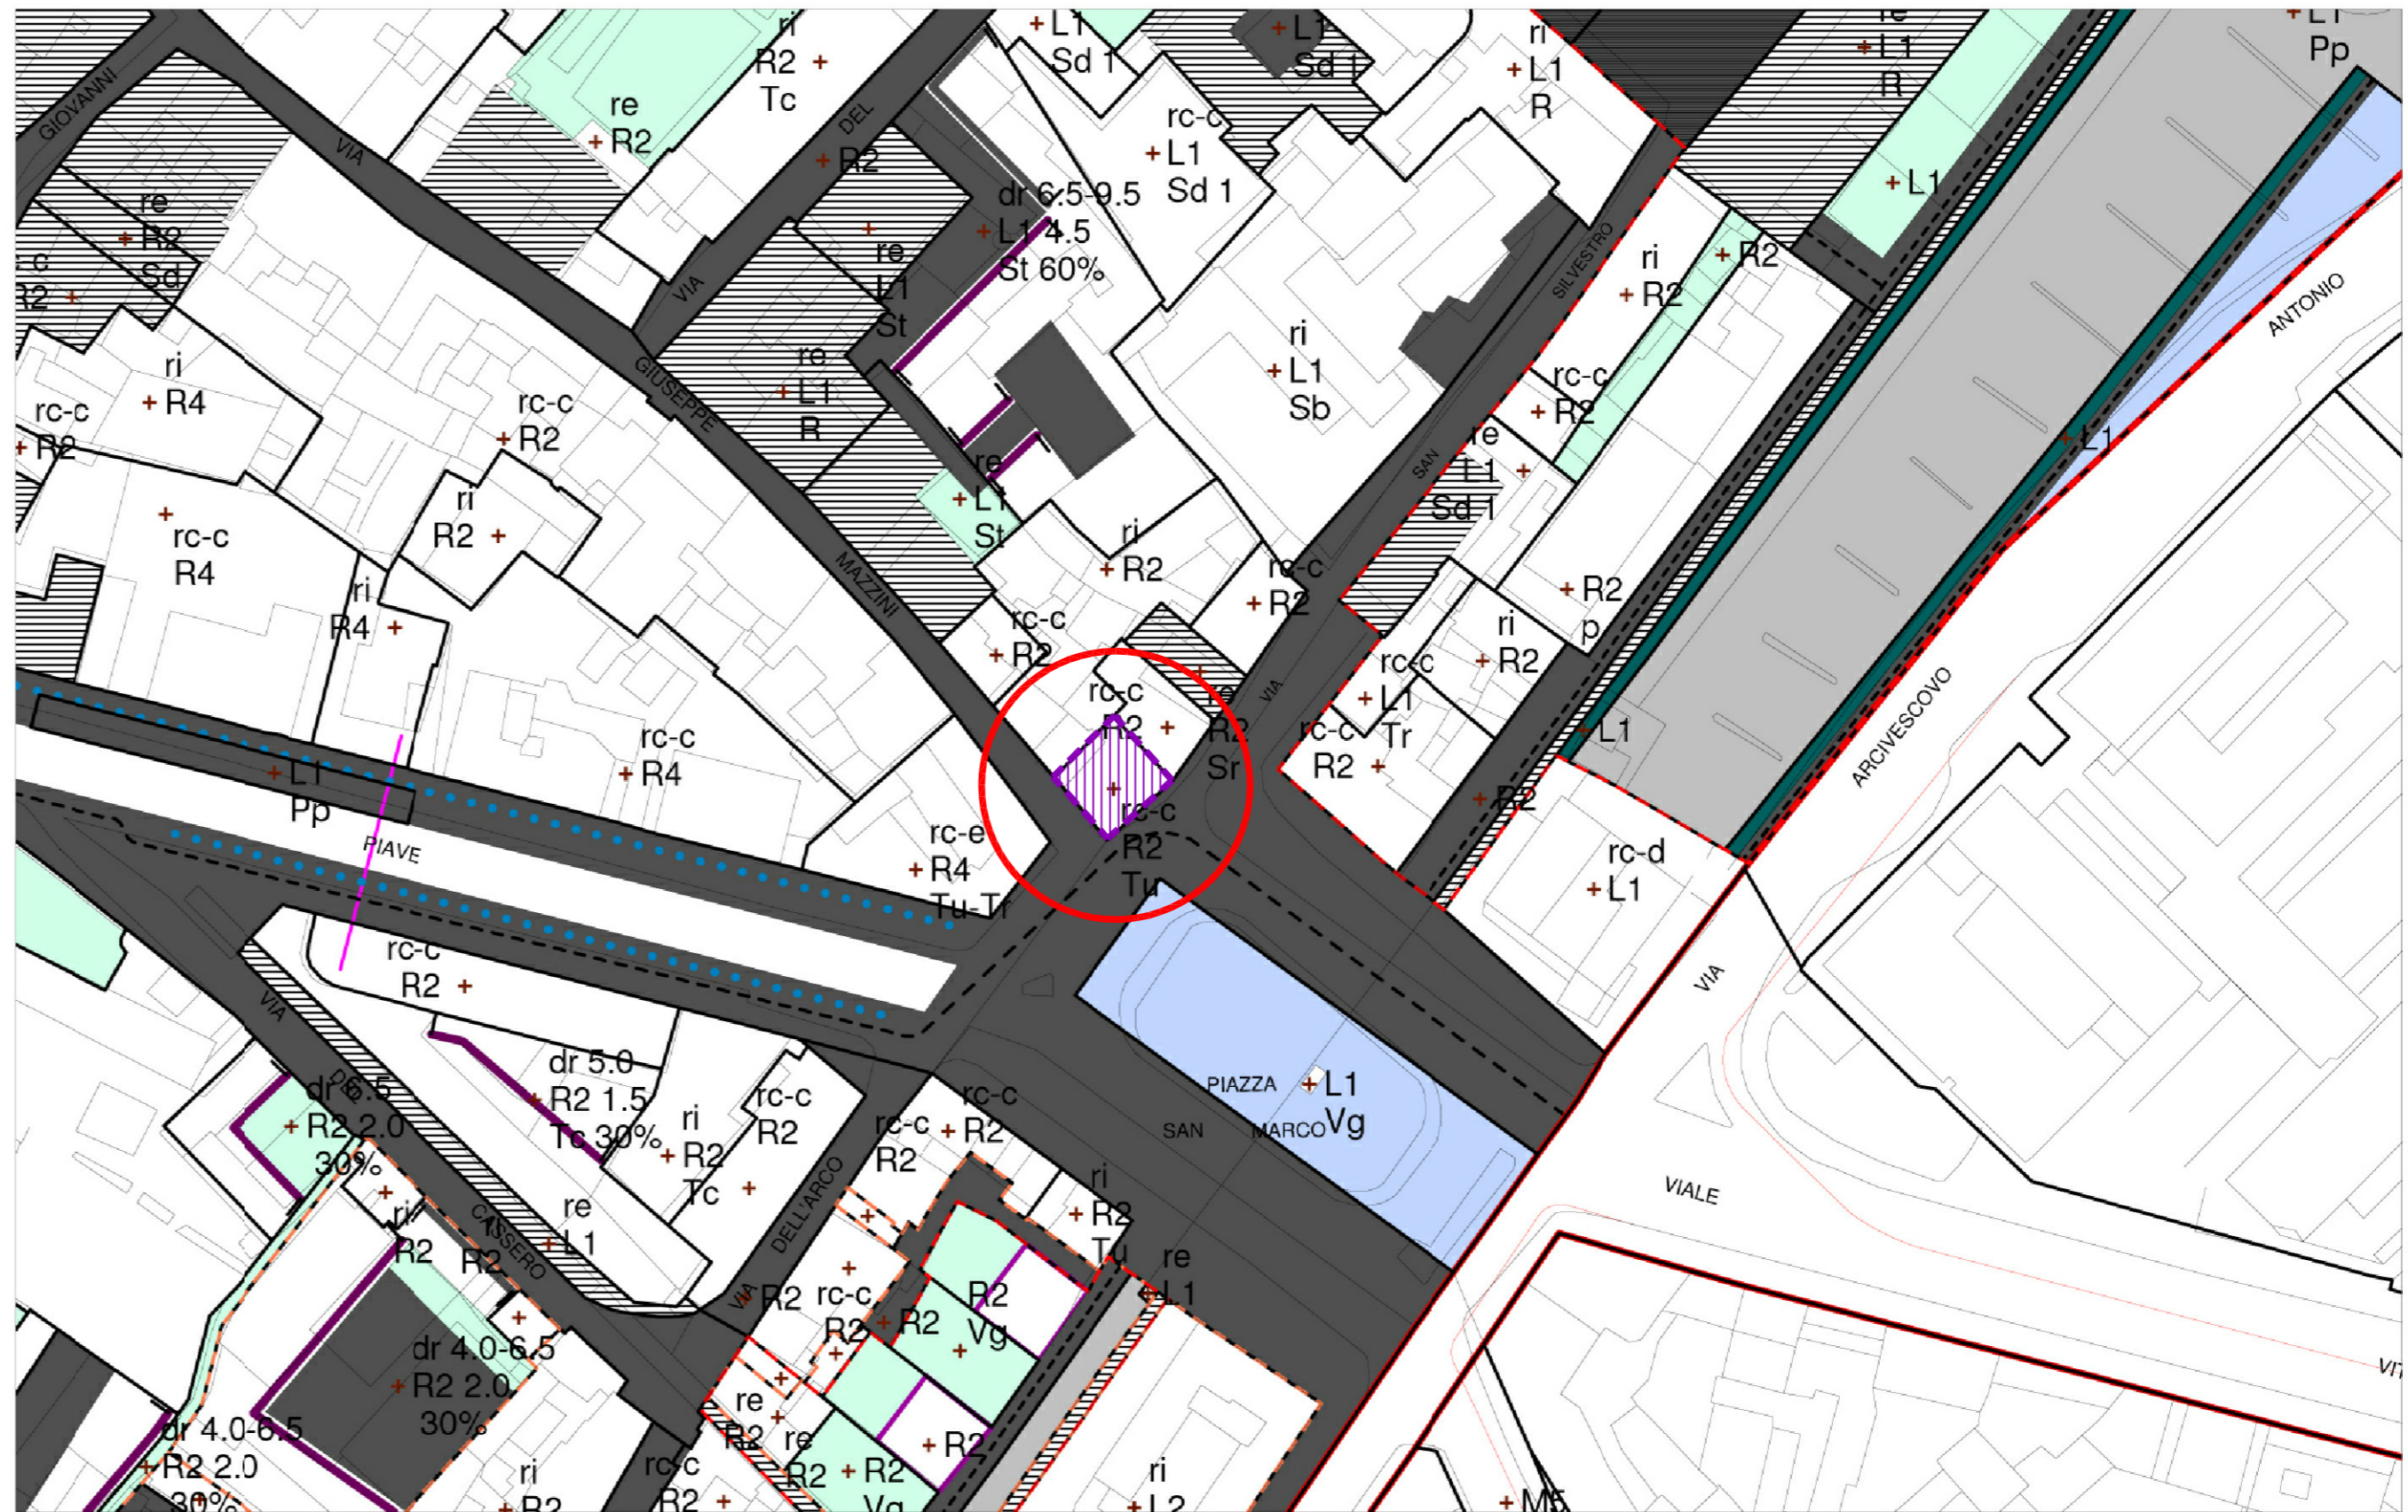 GIOVANNI
VIA
re
R2
ri
R2
Tc
DEL
R2
L1
Sd 1
L1
Sd 1
ri
L1
R
re
L1
R
L1
Pp
re
R2
Sd
c
R2
VIA
rc-c
L1
Sd 1
dr 6.5-9.5
L1 4.5
St 60%
re
L1
St
L1
SILVESTRO
ri
R2
R2
ANTONIO
ri
R4
rc-c
R2
rc-c
R2
GIUSEPPE
re
L1
R
ri
L1
Sb
rc-c
R2
L1
rc-c
R4
ri
R2
re
L1
St
SAN
re
L1
Sd 1
ri
R4
MAZZINI
ri
R2
rc-c
R2
rc-c
R2
R2
p
ri
R2
rc-c
R4
rc-c
R2
re
R2
Sr
VIA
rc-c
L1
Tr
rc-c
R2
L1
ARCIVESCOVO
L1
Pp
PIAVE
rc-e
R4
Tu-Tr
rc-c
R2
Tu
R2
rc-d
L1
rc-c
R2
VIA
VIA
DEL
dr 6.5
R2 2.0
30%
dr 5.0
R2 1.5
Tc 30%
ri
R2
Tc
rc-c
R2
rc-c
R2
rc-c
R2
PIAZZA
L1
Vg
SAN
MARCO
VIALE
ri
R2
R2
CASSERO
re
L1
DELL'ARCO
ri
R2
Tu
re
L1
VIA
R2
rc-c
R2
R2
R2
Vg
VIT
dr 4.0-6.5
R2 2.0
30%
re
R2
re
R2
R2
Vg
R2
dr 4.0-6.5
R2 2.0
30%
ri
R2
rc-c
R2
ri
L2
M5